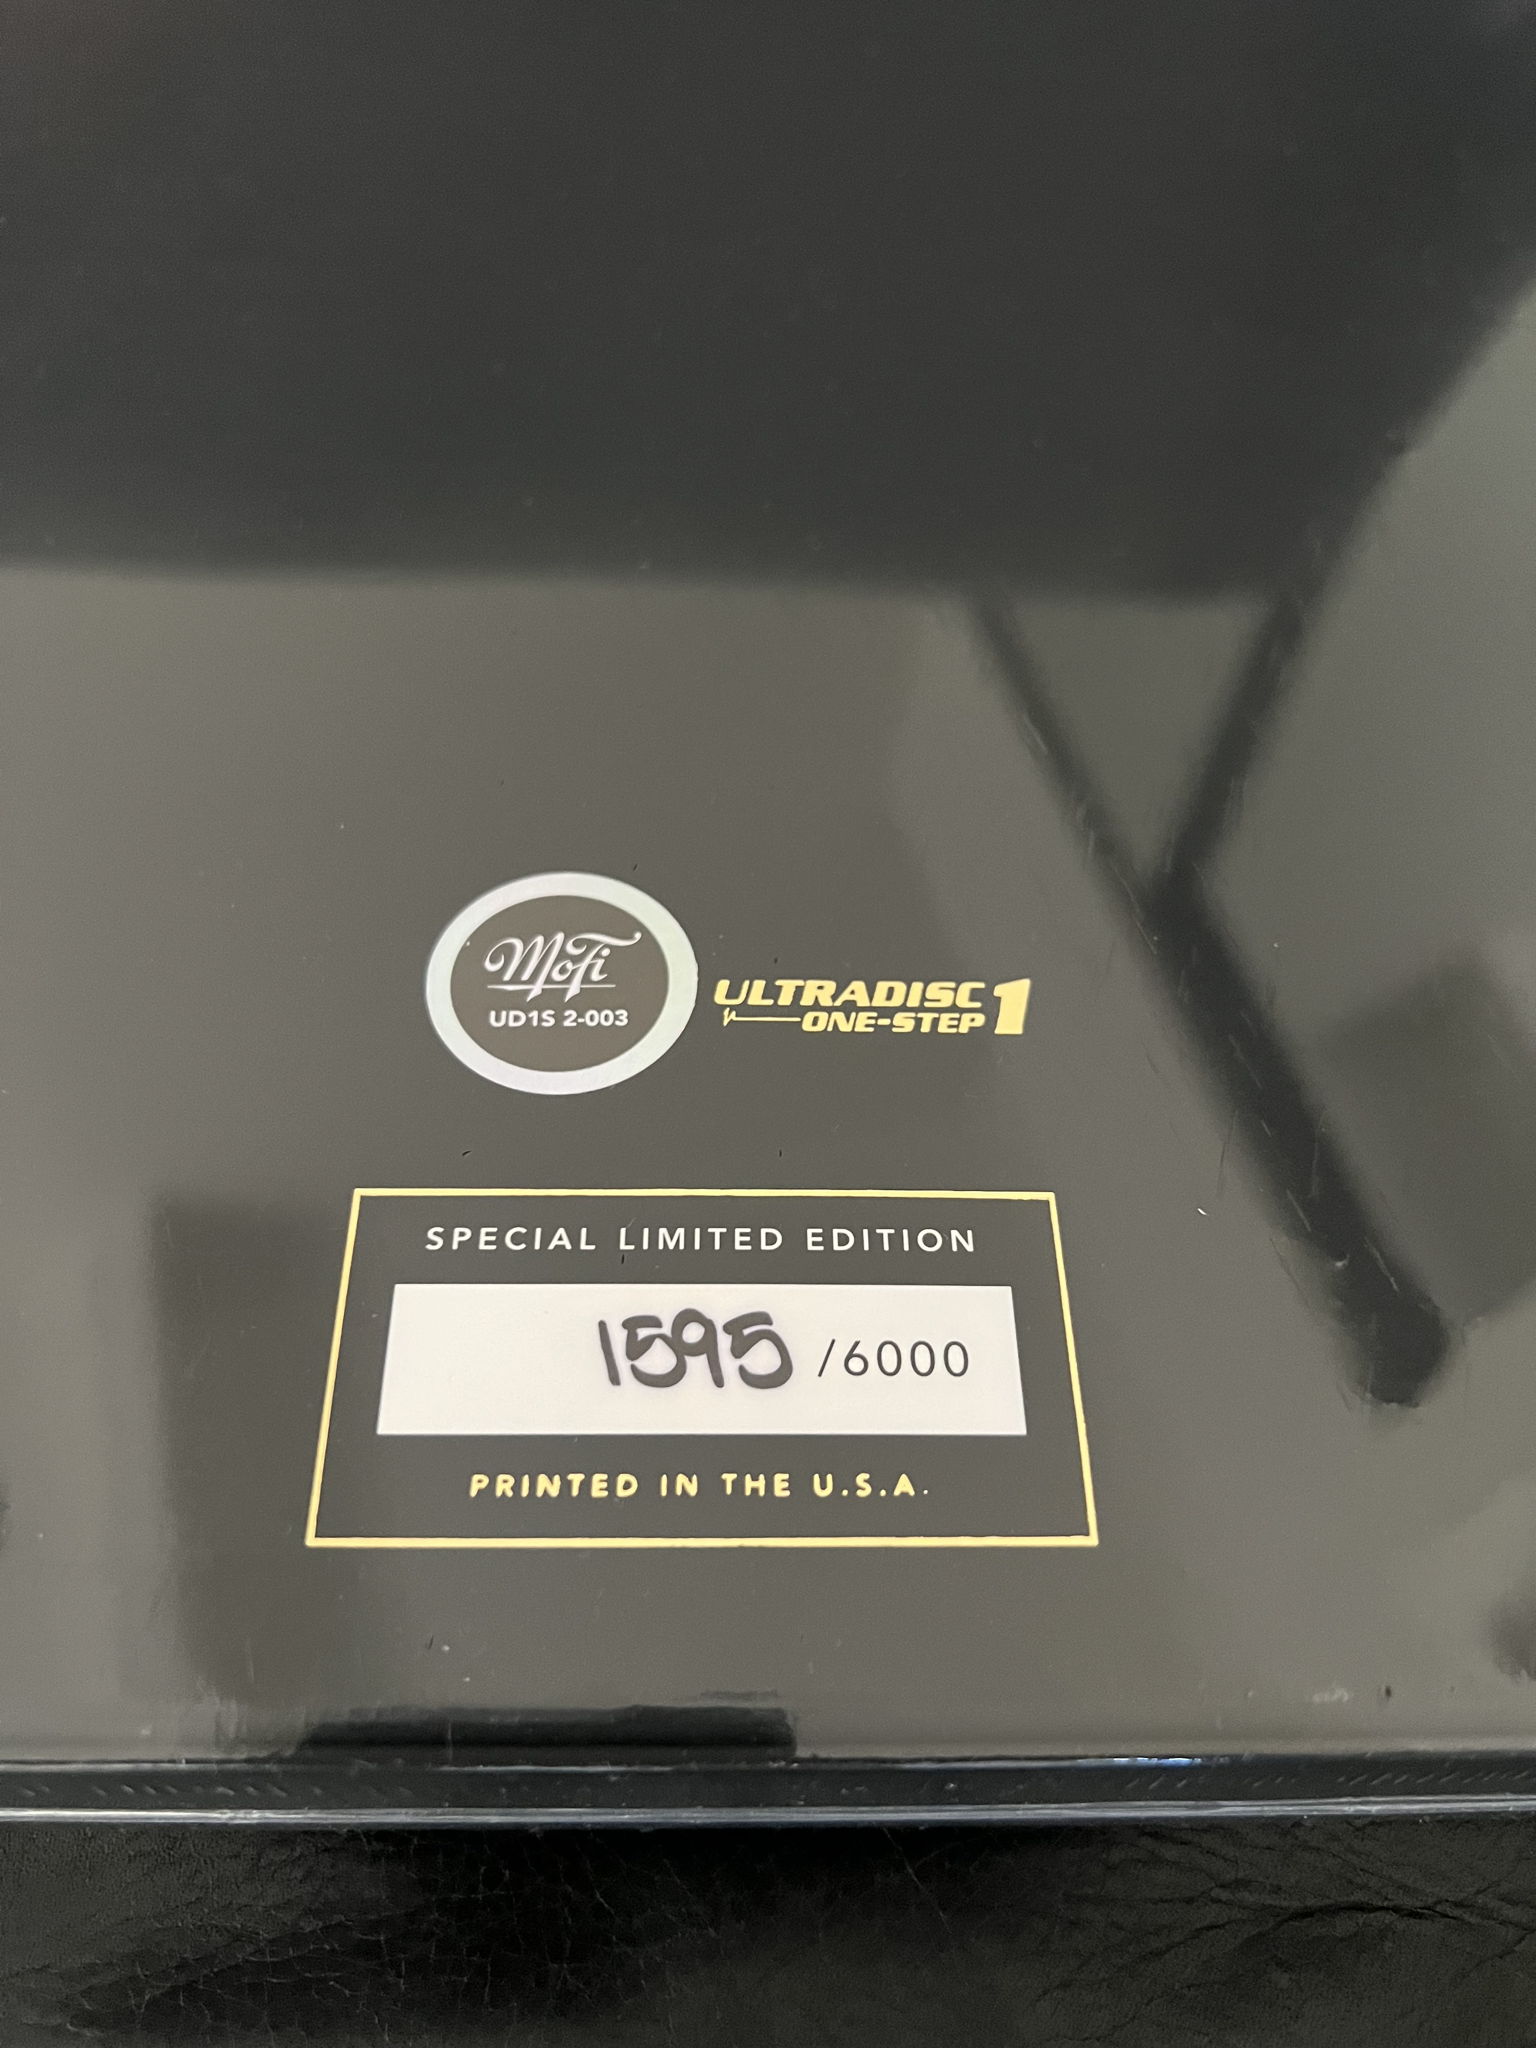 MoFi
UD1S 2-003
ULTRADISC
ONE-STEP 1
SPECIAL LIMITED EDITION
1595 /6000
PRINTED IN THE U.S.A.